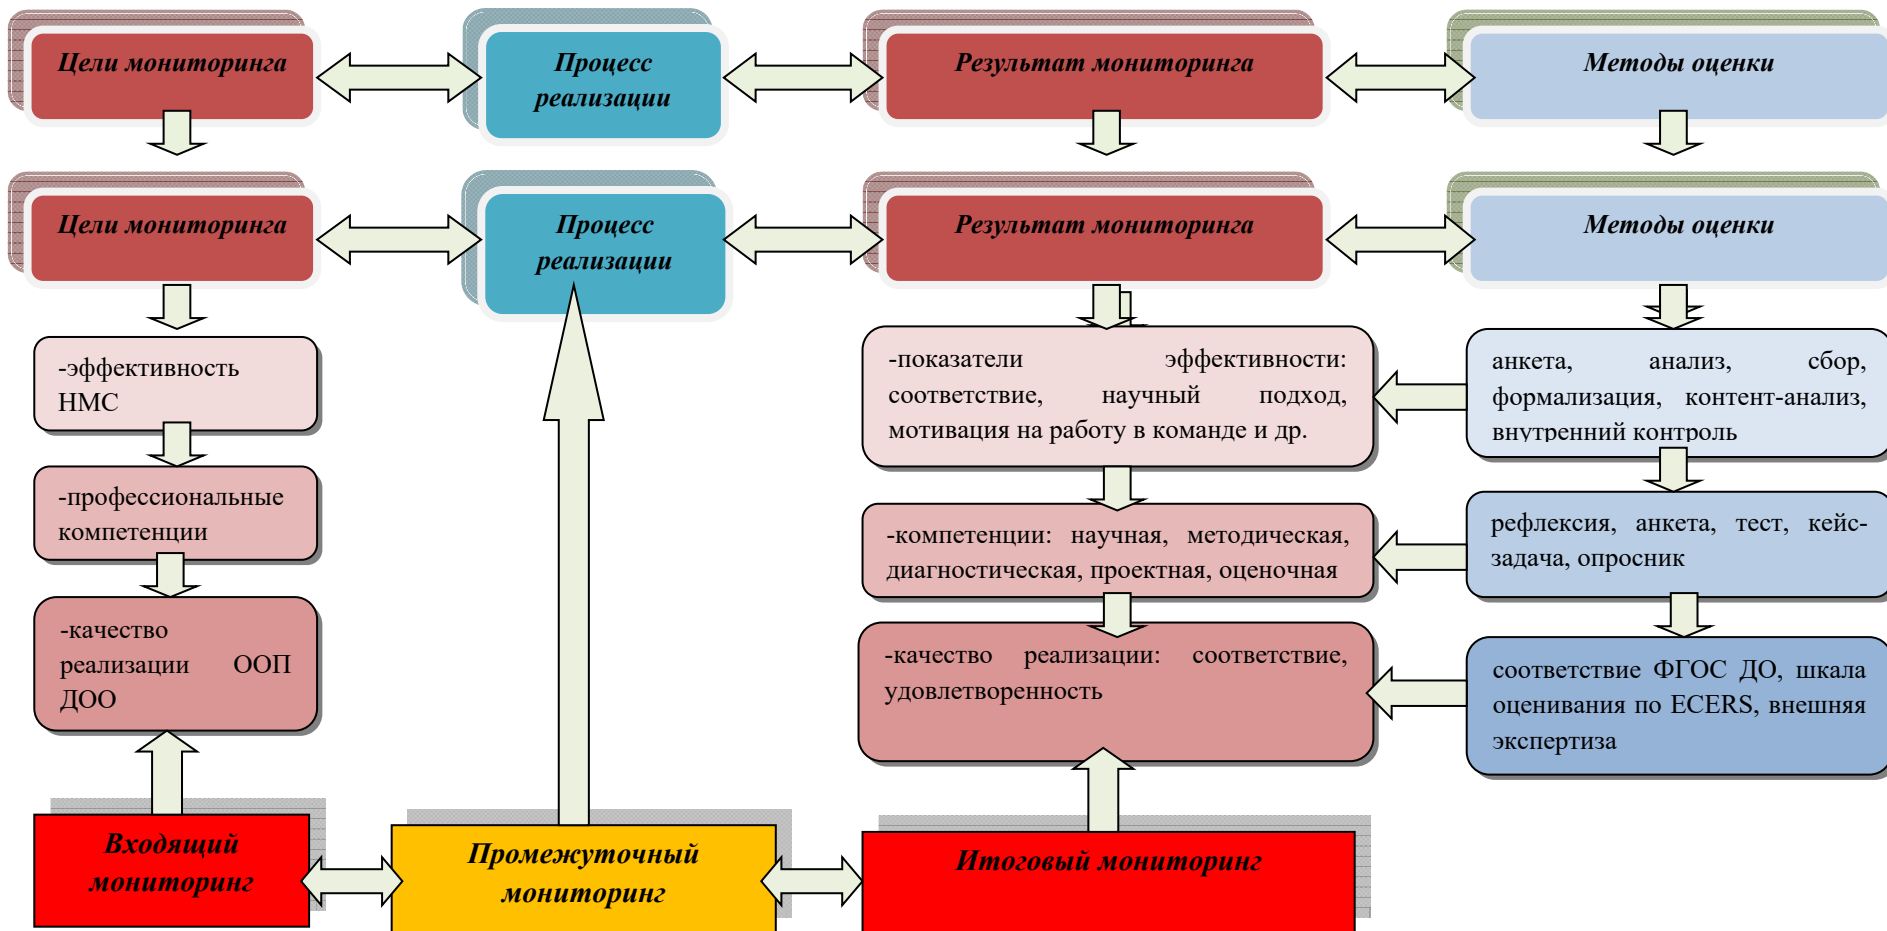 Цели мониторинга
Процесс
реализации
Результат мониторинга
Методы оценки
Цели мониторинга
Процесс
реализации
Результат мониторинга
Методы оценки
-эффективность
НМС
-профессиональные
компетенции
-качество
реализации ООП
ДОО
-показатели эффективности:
соответствие, научный подход,
мотивация на работу в команде и др.
-компетенции: научная, методическая,
диагностическая, проектная, оценочная
-качество реализации: соответствие,
удовлетворенность
анкета, анализ, сбор,
формализация, контент-анализ,
внутренний контроль
рефлексия, анкета, тест, кейс-
задача, опросник
соответствие ФГОС ДО, шкала
оценивания по ECERS, внешняя
экспертиза
Входящий
мониторинг
Промежуточный
мониторинг
Итоговый мониторинг